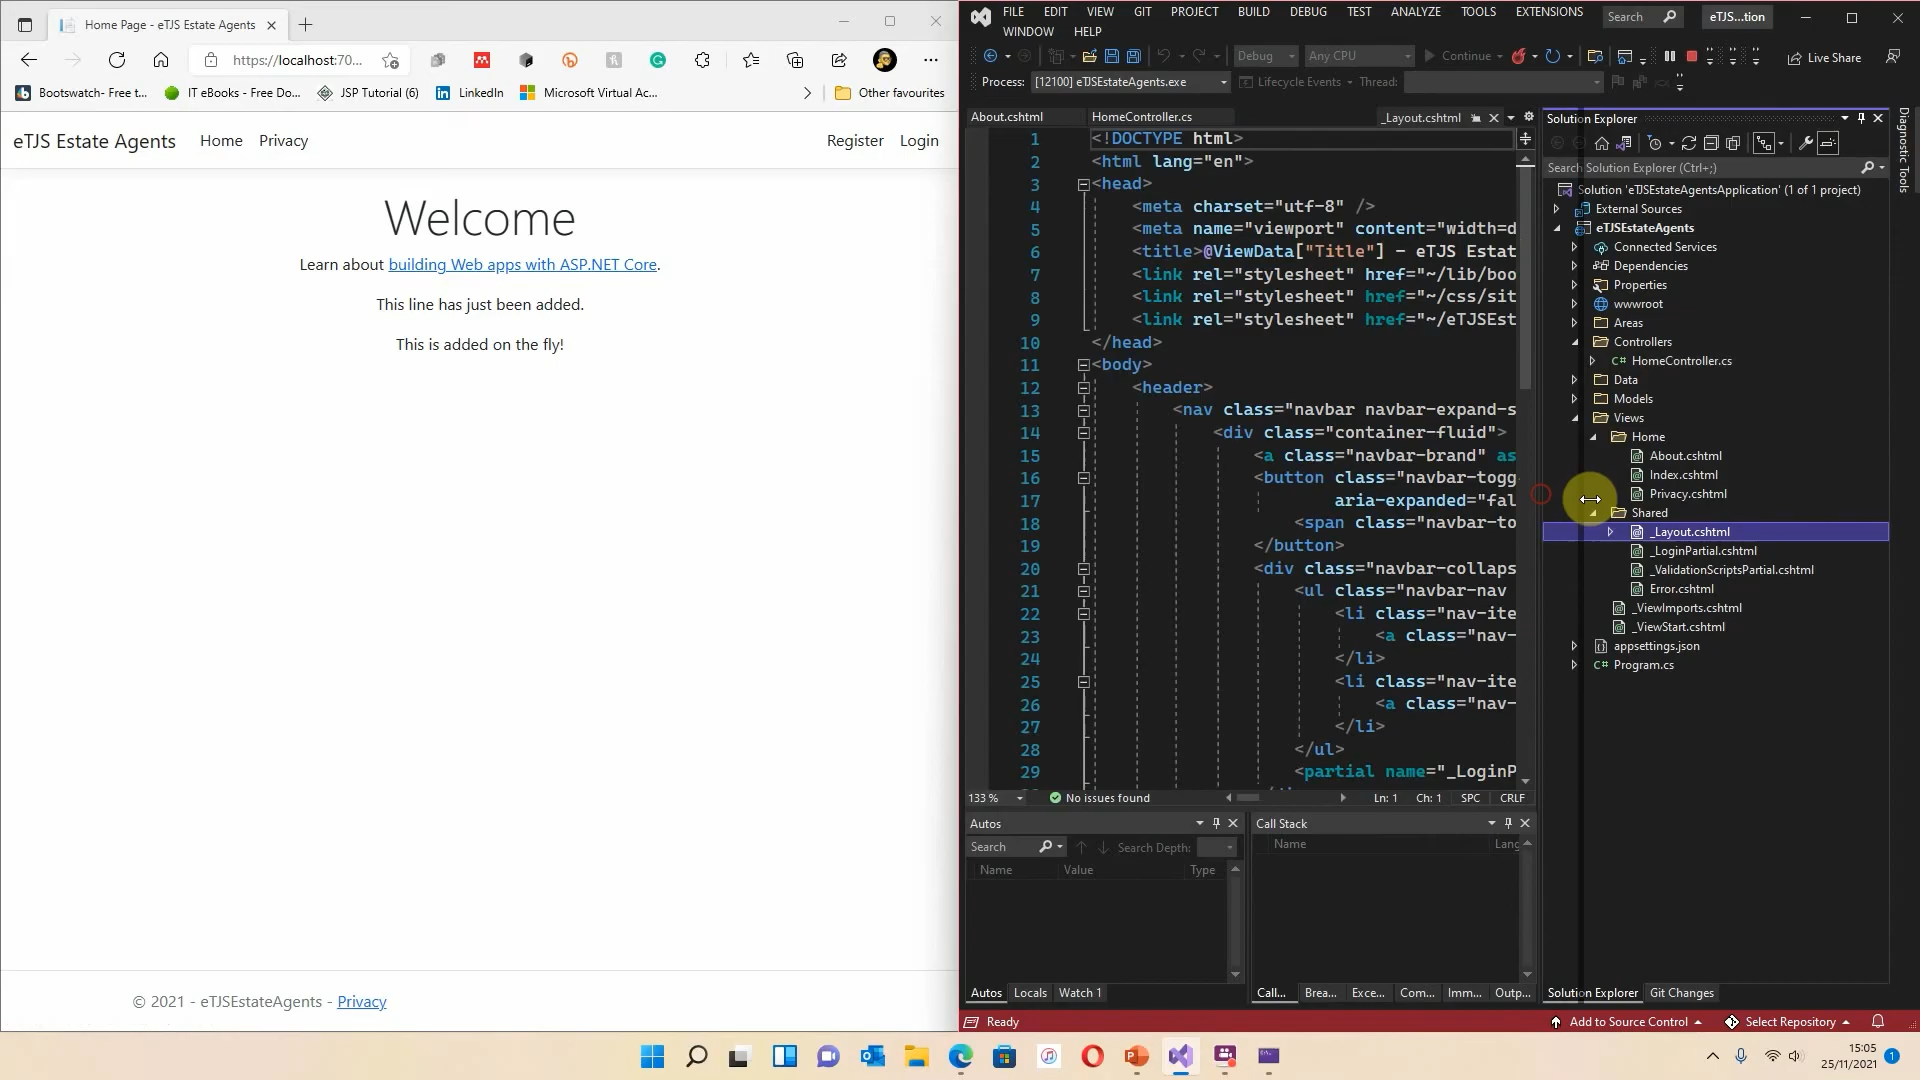 Home Page - eTJS Estate Agents
https://localhost:70...
Bootswatch- Free t...
IT eBooks - Free Do...
JSP Tutorial (6)
LinkedIn
Microsoft Virtual Ac...
Other favourites
eTJS Estate Agents
Home
Privacy
Register
Login
Welcome
Learn about building Web apps with ASP.NET Core.
This line has just been added.
This is added on the fly!
© 2021 - eTJSEstateAgents - Privacy
FILE EDIT VIEW GIT PROJECT BUILD DEBUG TEST ANALYZE TOOLS EXTENSIONS
WINDOW HELP
Search
eTJS...tion
Debug
Any CPU
Continue
Live Share
Process: [12100] eTJSEstateAgents.exe
Lifecycle Events
Thread:
About.cshtml
HomeController.cs
_Layout.cshtml
1 <!DOCTYPE html>
2 <html lang="en">
3 <head>
4 <meta charset="utf-8" />
5 <meta name="viewport" content="width=d
6 <title>@ViewData["Title"] - eTJS Estat
7 <link rel="stylesheet" href="~/lib/boo
8 <link rel="stylesheet" href="~/css/sit
9 <link rel="stylesheet" href="~/eTJSEst
10 </head>
11 <body>
12 <header>
13 <nav class="navbar navbar-expand-s
14 <div class="container-fluid">
15 <a class="navbar-brand" as
16 <button class="navbar-togg
17 aria-expanded="fal
18 <span class="navbar-to
19 </button>
20 <div class="navbar-collaps
21 <ul class="navbar-nav
22 <li class="nav-ite
23 <a class="nav-
24 </li>
25 <li class="nav-ite
26 <a class="nav-
27 </li>
28 </ul>
29 <partial name="_LoginP
133 %
No issues found
Ln: 1 Ch: 1 SPC CRLF
Autos
Search
Search Depth:
Name Value Type
Autos Locals Watch 1
Call Stack
Name Lang
Call... Brea... Exce... Com... Imm... Outp...
Solution Explorer
Search Solution Explorer (Ctrl+;)
Solution 'eTJSEstateAgentsApplication' (1 of 1 project)
External Sources
eTJSEstateAgents
Connected Services
Dependencies
Properties
wwwroot
Areas
Controllers
C# HomeController.cs
Data
Models
Views
Home
About.cshtml
Index.cshtml
Privacy.cshtml
Shared
_Layout.cshtml
_LoginPartial.cshtml
_ValidationScriptsPartial.cshtml
Error.cshtml
_ViewImports.cshtml
_ViewStart.cshtml
appsettings.json
C# Program.cs
Solution Explorer Git Changes
Diagnostic Tools
Ready
Add to Source Control
Select Repository
15:05
25/11/2021
1